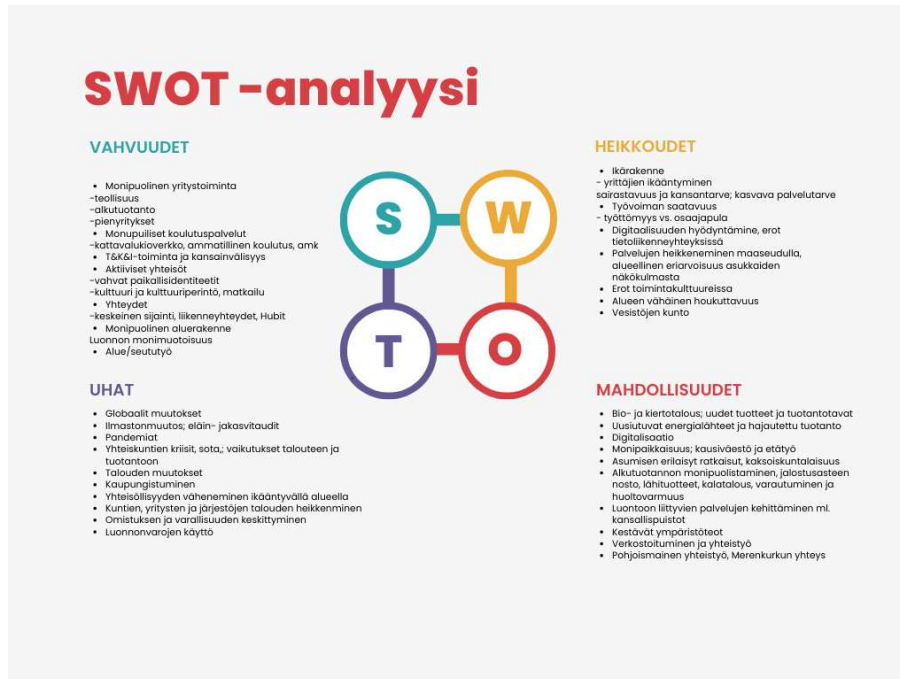 SWOT -analyysi
VAHVUUDET
• Monipuolinen yritystoiminta
-teollisuus
-alkutuotanto
-pienyritykset
• Monupuiliset koulutuspalvelut
-kattavalukioverkko, ammatillinen koulutus, amk
• T&K&I-toiminta ja kansainvälisyys
• Aktiiviset yhteisöt
-vahvat paikallisidentiteetit
-kulttuuri ja kulttuuriperintö, matkailu
• Yhteydet
-keskeinen sijainti, liikenneyhteydet, Hubit
• Monipuolinen aluerakenne
Luonnon monimuotoisuus
• Alue/seututyö
S
W
T
O
HEIKKOUDET
• Ikärakenne
- yrittäjien ikääntyminen
sairastavuus ja kansantarve; kasvava palvelutarve
• Työvoiman saatavuus
- työttömyys vs. osaajapula
• Digitaalisuuden hyödyntäminen, erot
tietoliikenneyhteyksissä
• Palvelujen heikkeneminen maaseudulla,
alueellinen eriarvoisuus asukkaiden
näkökulmasta
• Erot toimintakulttuureissa
• Alueen vähäinen houkuttavuus
• Vesistöjen kunto
UHAT
• Globaalit muutokset
• Ilmastonmuutos; eläin- jakasvitaudit
• Pandemiat
• Yhteiskuntien kriisit, sota,; vaikutukset talouteen ja
tuotantoon
• Talouden muutokset
• Kaupungistuminen
• Yhteisöllisyyden väheneminen ikääntyvällä alueella
• Kuntien, yritysten ja järjestöjen talouden heikkenminen
• Omistuksen ja varallisuuden keskittyminen
• Luonnonvarojen käyttö
MAHDOLLISUUDET
• Bio- ja kiertotalous; uudet tuotteet ja tuotantotavat
• Uusiutuvat energialähteet ja hajautettu tuotanto
• Digitalisaatio
• Monipaikkaisuus; kausiväestö ja etätyö
• Asumisen erilaisyt ratkaisut, kaksoiskuntalaisuus
• Alkutuotannon monipuolistaminen, jalostusasteen
nosto, lähituotteet, kalatalous, varautuminen ja
huoltovarmuus
• Luontoon liittyvien palvelujen kehittäminen ml.
kansallispuistot
• Kestävät ympäristöteot
• Verkostoituminen ja yhteistyö
• Pohjoismainen yhteistyö, Merenkurkun yhteys